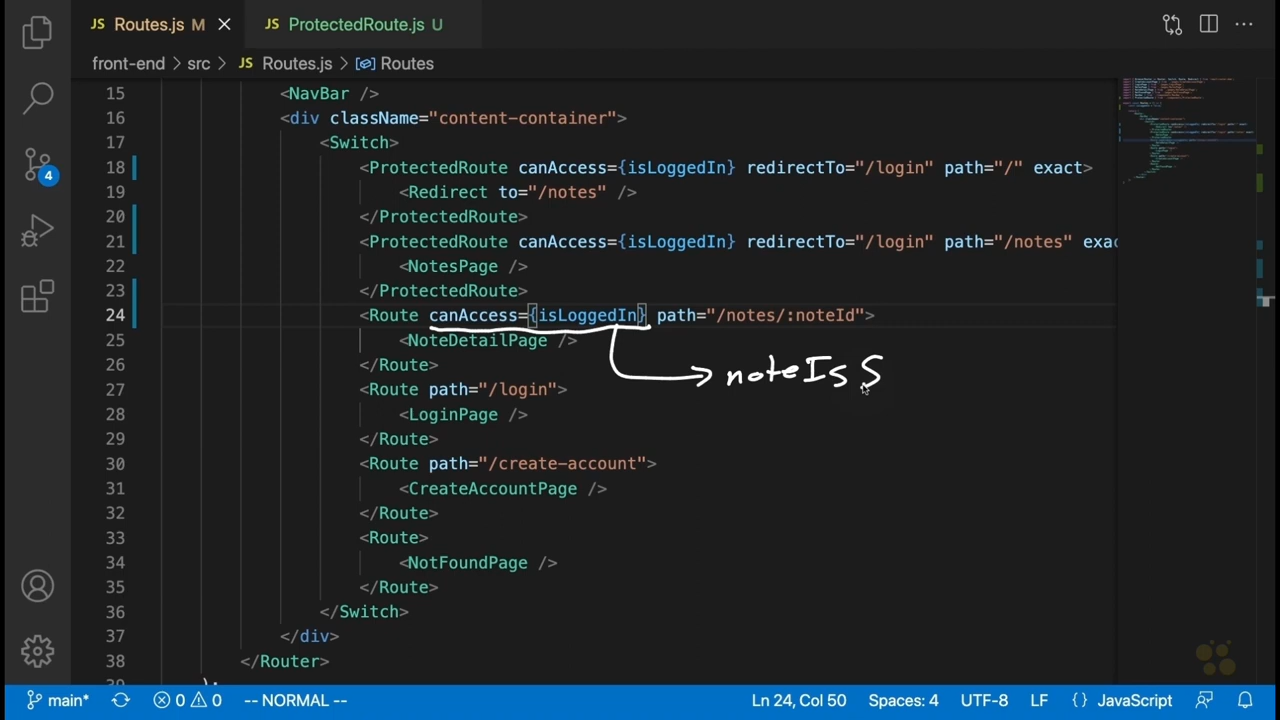 JS Routes.js M
JS ProtectedRoute.js U
front-end > src > JS Routes.js > Routes
15 <NavBar />
16 <div className="content-container">
17 <Switch>
18 <ProtectedRoute canAccess={isLoggedIn} redirectTo="/login" path="/" exact>
19 <Redirect to="/notes" />
20 </ProtectedRoute>
21 <ProtectedRoute canAccess={isLoggedIn} redirectTo="/login" path="/notes" exac
22 <NotesPage />
23 </ProtectedRoute>
24 <Route canAccess={isLoggedIn} path="/notes/:noteId">
25 <NoteDetailPage />
noteIsS
26 </Route>
27 <Route path="/login">
28 <LoginPage />
29 </Route>
30 <Route path="/create-account">
31 <CreateAccountPage />
32 </Route>
33 <Route>
34 <NotFoundPage />
35 </Route>
36 </Switch>
37 </div>
38 </Router>
4
main* 0 0 -- NORMAL -- Ln 24, Col 50 Spaces: 4 UTF-8 LF {} JavaScript